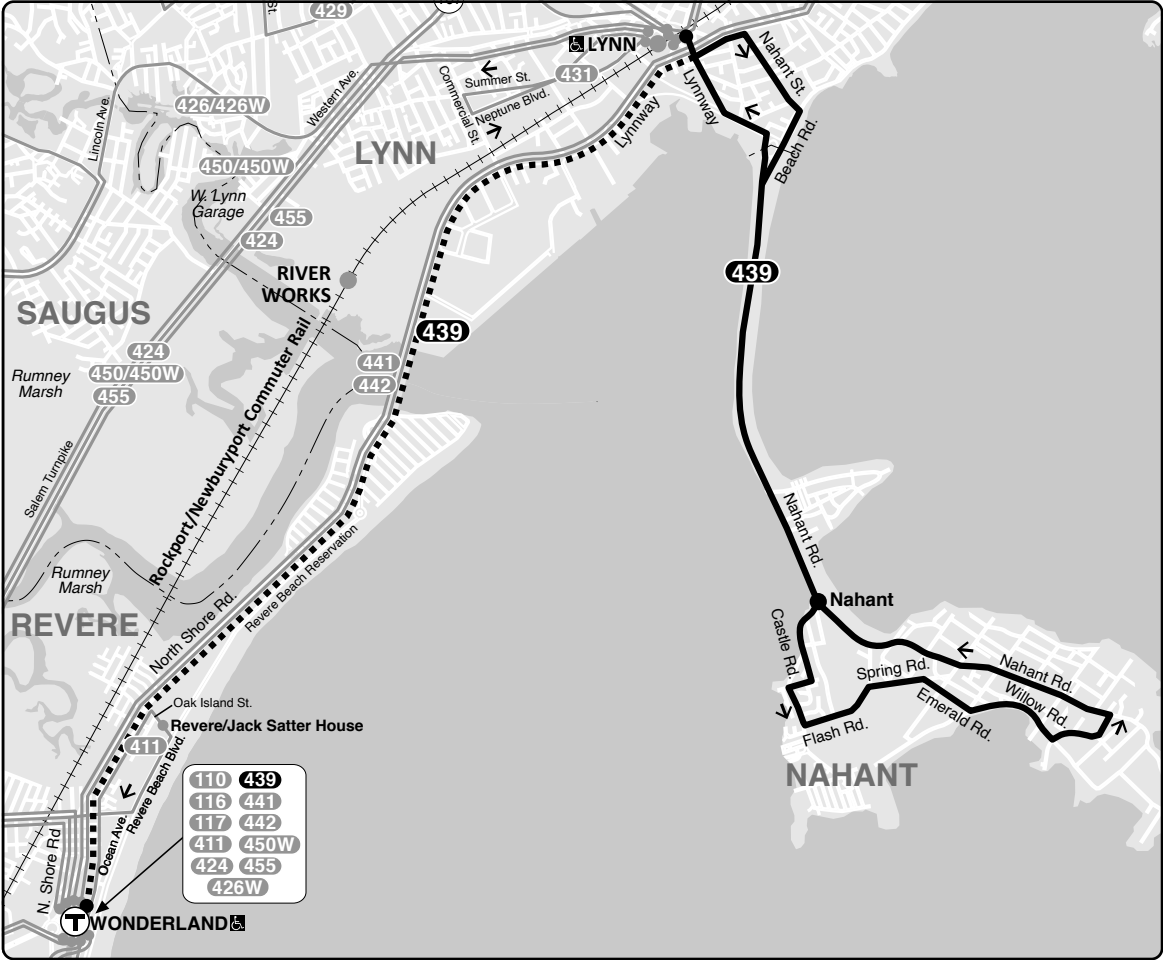 429
St.
LYNN
Nahant St.
Summer St.
431
Neptune Blvd.
Commercial St.
Lynnway
Lynnway
Beach Rd.
Western Ave.
426/426W
Lincoln Ave.
LYNN
450/450W
W. Lynn
Garage
455
424
RIVER
WORKS
439
SAUGUS
439
424
450/450W
455
441
442
Rumney
Marsh
Rockport/Newburyport Commuter Rail
Salem Turnpike
Nahant Rd.
Rumney
Marsh
Revere Beach Reservation
Nahant
REVERE
North Shore Rd.
Castle Rd.
Spring Rd.
Nahant Rd.
Willow Rd.
Emerald Rd.
Flash Rd.
NAHANT
Oak Island St.
Revere/Jack Satter House
411
Revere Beach Blvd.
Ocean Ave.
N. Shore Rd
110 439
116 441
117 442
411 450W
424 455
426W
T WONDERLAND